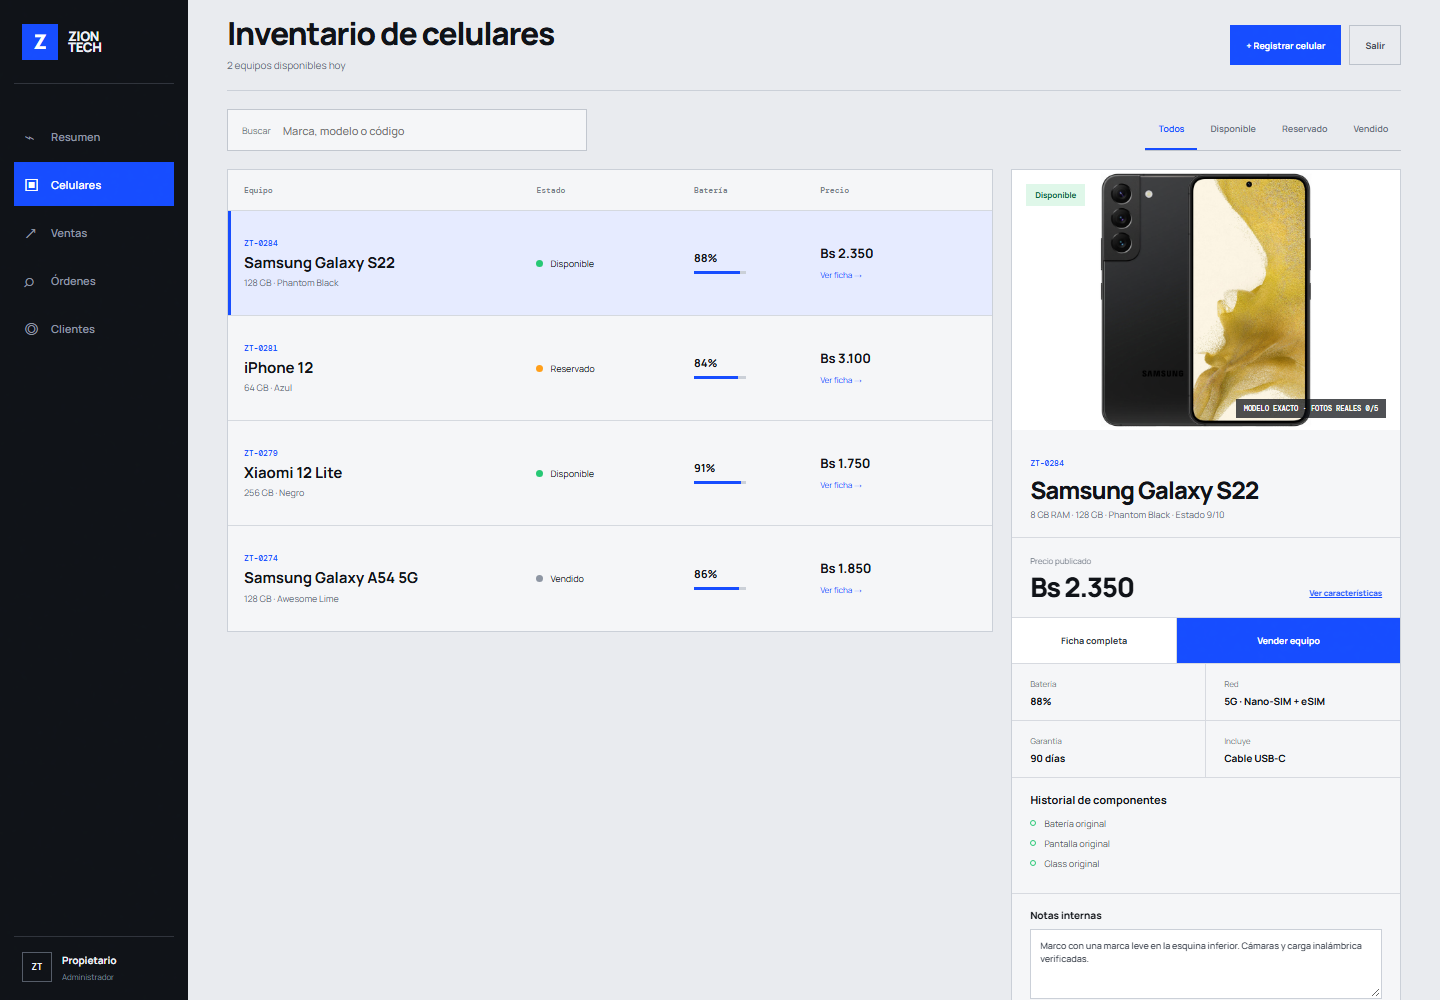 Z
ZION
TECH
Resumen
Celulares
Ventas
Órdenes
Clientes
ZT
Propietario
Administrador
Inventario de celulares
2 equipos disponibles hoy
+ Registrar celular
Salir
Buscar Marca, modelo o código
Todos Disponible Reservado Vendido
Equipo Estado Batería Precio
ZT-0284
Samsung Galaxy S22
128 GB · Phantom Black
Disponible
88%
Bs 2.350
Ver ficha →
ZT-0281
iPhone 12
64 GB · Azul
Reservado
84%
Bs 3.100
Ver ficha →
ZT-0279
Xiaomi 12 Lite
256 GB · Negro
Disponible
91%
Bs 1.750
Ver ficha →
ZT-0274
Samsung Galaxy A54 5G
128 GB · Awesome Lime
Vendido
86%
Bs 1.850
Ver ficha →
Disponible
SAMSUNG
MODELO EXACTO · FOTOS REALES 0/5
ZT-0284
Samsung Galaxy S22
8 GB RAM · 128 GB · Phantom Black · Estado 9/10
Precio publicado
Bs 2.350
Ver características
Ficha completa
Vender equipo
Batería
88%
Red
5G · Nano-SIM + eSIM
Garantía
90 días
Incluye
Cable USB-C
Historial de componentes
Batería original
Pantalla original
Glass original
Notas internas
Marco con una marca leve en la esquina inferior. Cámaras y carga inalámbrica
verificadas.